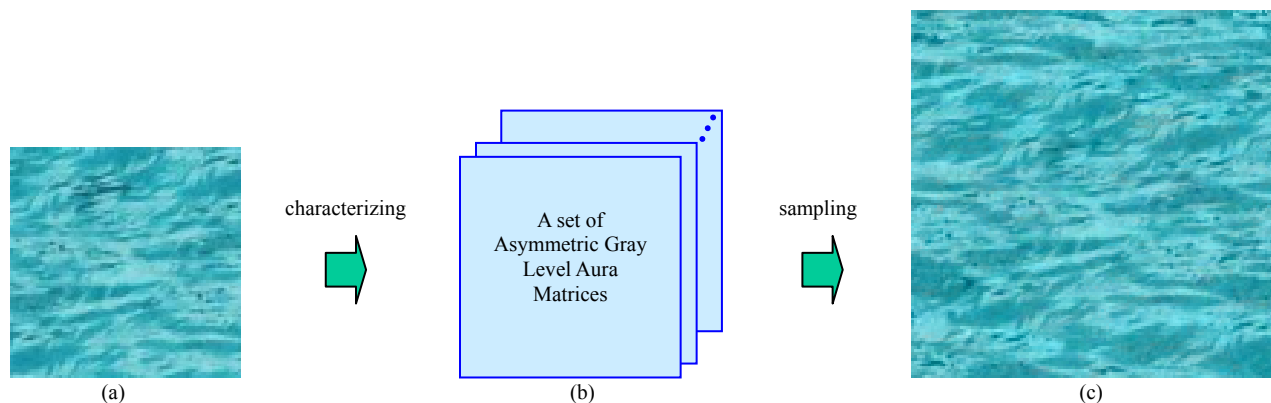 characterizing
A set of
Asymmetric Gray
Level Aura
Matrices
sampling
(a)
(b)
(c)